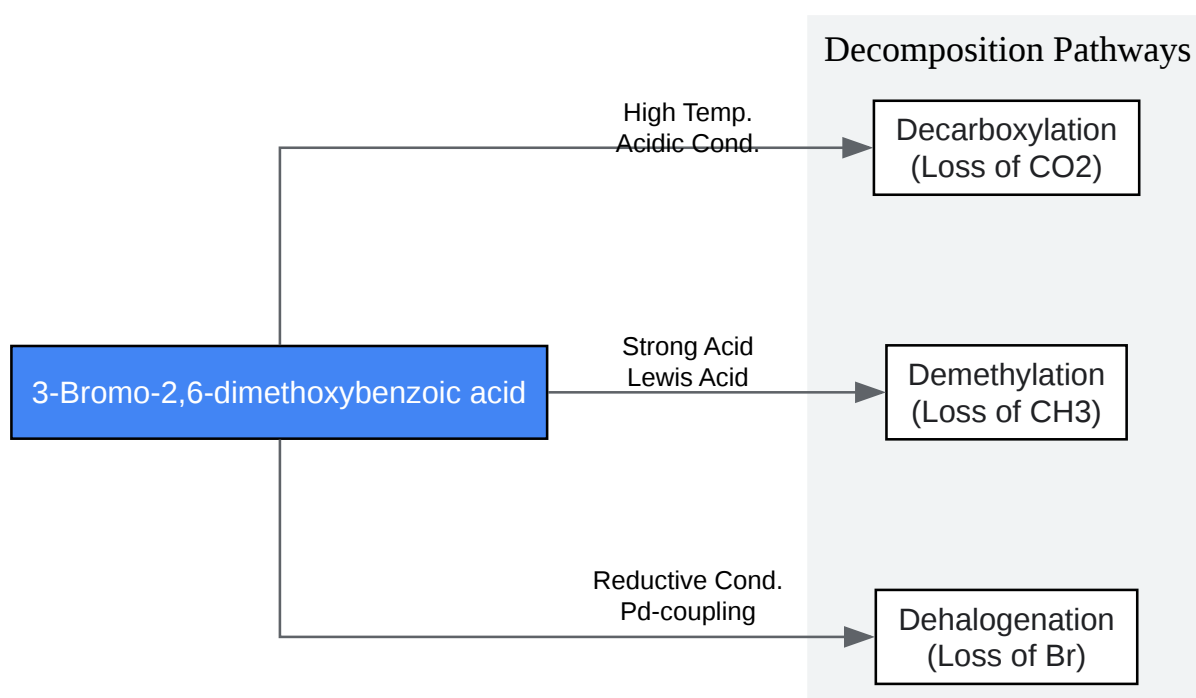 Decomposition Pathways
High Temp.
Acidic Cond.
Decarboxylation
(Loss of CO2)
3-Bromo-2,6-dimethoxybenzoic acid
Strong Acid
Lewis Acid
Demethylation
(Loss of CH3)
Reductive Cond.
Pd-coupling
Dehalogenation
(Loss of Br)